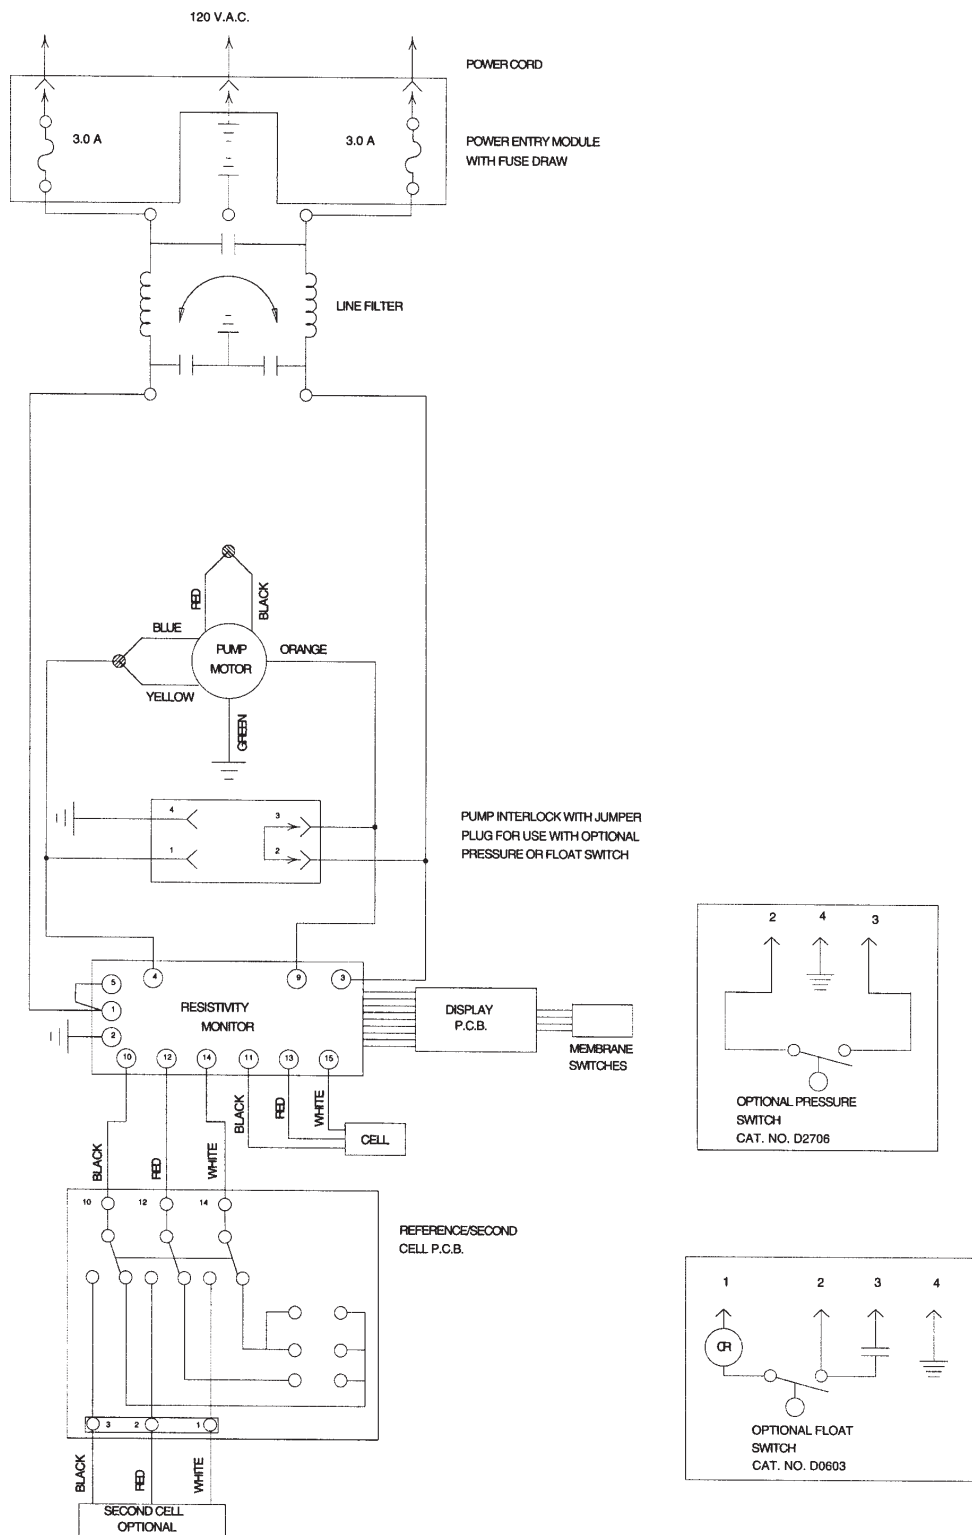 120 V.A.C.
POWER CORD
3.0 A
3.0 A
POWER ENTRY MODULE
WITH FUSE DRAW
LINE FILTER
RED
BLACK
BLUE
PUMP
MOTOR
ORANGE
YELLOW
GREEN
4
3
1
2
PUMP INTERLOCK WITH JUMPER
PLUG FOR USE WITH OPTIONAL
PRESSURE OR FLOAT SWITCH
5
4
9
3
1
RESISTIVITY
MONITOR
2
10
12
14
11
13
15
DISPLAY
P.C.B.
MEMBRANE
SWITCHES
BLACK
RED
WHITE
BLACK
RED
WHITE
CELL
2
4
3
OPTIONAL PRESSURE
SWITCH
CAT. NO. D2706
10
12
14
REFERENCE/SECOND
CELL P.C.B.
3
2
1
BLACK
RED
WHITE
SECOND CELL
OPTIONAL
1
2
3
4
CR
OPTIONAL FLOAT
SWITCH
CAT. NO. D0603